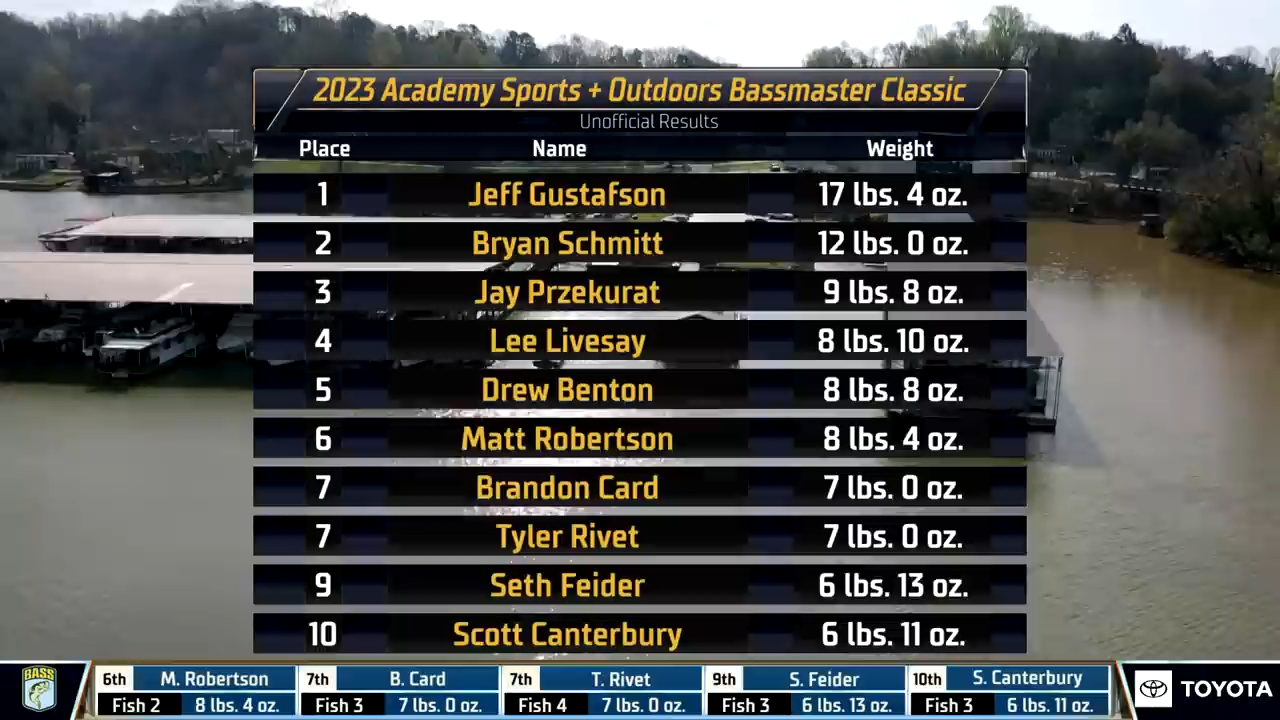 2023 Academy Sports + Outdoors Bassmaster Classic
Unofficial Results
Place Name Weight
1 Jeff Gustafson 17 lbs. 4 oz.
2 Bryan Schmitt 12 lbs. 0 oz.
3 Jay Przekurat 9 lbs. 8 oz.
4 Lee Livesay 8 lbs. 10 oz.
5 Drew Benton 8 lbs. 8 oz.
6 Matt Robertson 8 lbs. 4 oz.
7 Brandon Card 7 lbs. 0 oz.
7 Tyler Rivet 7 lbs. 0 oz.
9 Seth Feider 6 lbs. 13 oz.
10 Scott Canterbury 6 lbs. 11 oz.
BASS
6th M. Robertson 7th B. Card 7th T. Rivet 9th S. Feider 10th S. Canterbury
Fish 2 8 lbs. 4 oz. Fish 3 7 lbs. 0 oz. Fish 4 7 lbs. 0 oz. Fish 3 6 lbs. 13 oz. Fish 3 6 lbs. 11 oz.
TOYOTA